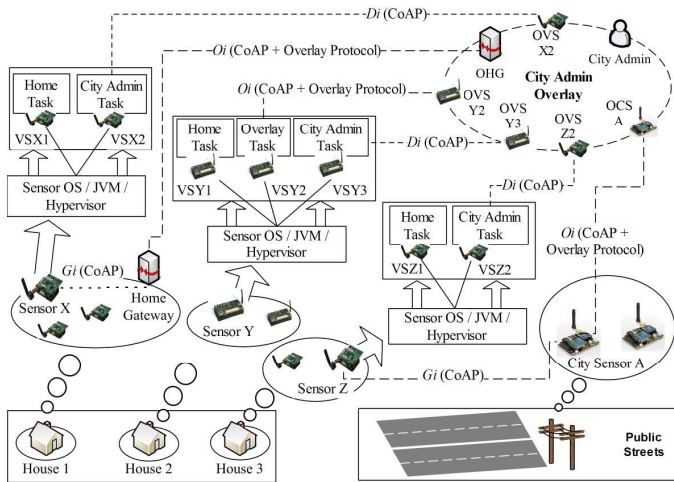 Di (CoAP)
OVS
X2
Oi (CoAP + Overlay Protocol)
OHG
City Admin
Home
Task
City Admin
Task
VSX1
VSX2
Oi (CoAP + Overlay Protocol)
OVS
Y2
City Admin
Overlay
OVS
Y3
OVS
Z2
OCS
A
Home
Task
Overlay
Task
City Admin
Task
VSY1
VSY2
VSY3
Di (CoAP)
Sensor OS / JVM /
Hypervisor
Di (CoAP)
Home
Task
City Admin
Task
VSZ1
VSZ2
Oi (CoAP +
Overlay Protocol)
Sensor OS / JVM /
Hypervisor
Gi (CoAP)
Sensor X
Home
Gateway
Sensor Y
Sensor OS / JVM
/ Hypervisor
Sensor Z
Gi (CoAP)
City Sensor A
House 1
House 2
House 3
Public
Streets